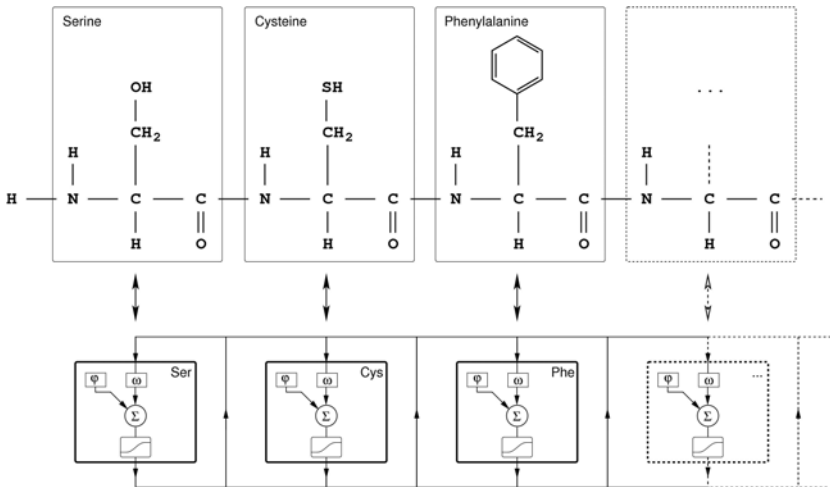 Serine Cysteine Phenylalanine
OH SH ...
CH2 CH2 CH2
H H H H
H N C C N C C N C C N C C
H O H O H O H O
Ser Cys Phe ...
φ ω φ ω φ ω φ ω
Σ Σ Σ Σ